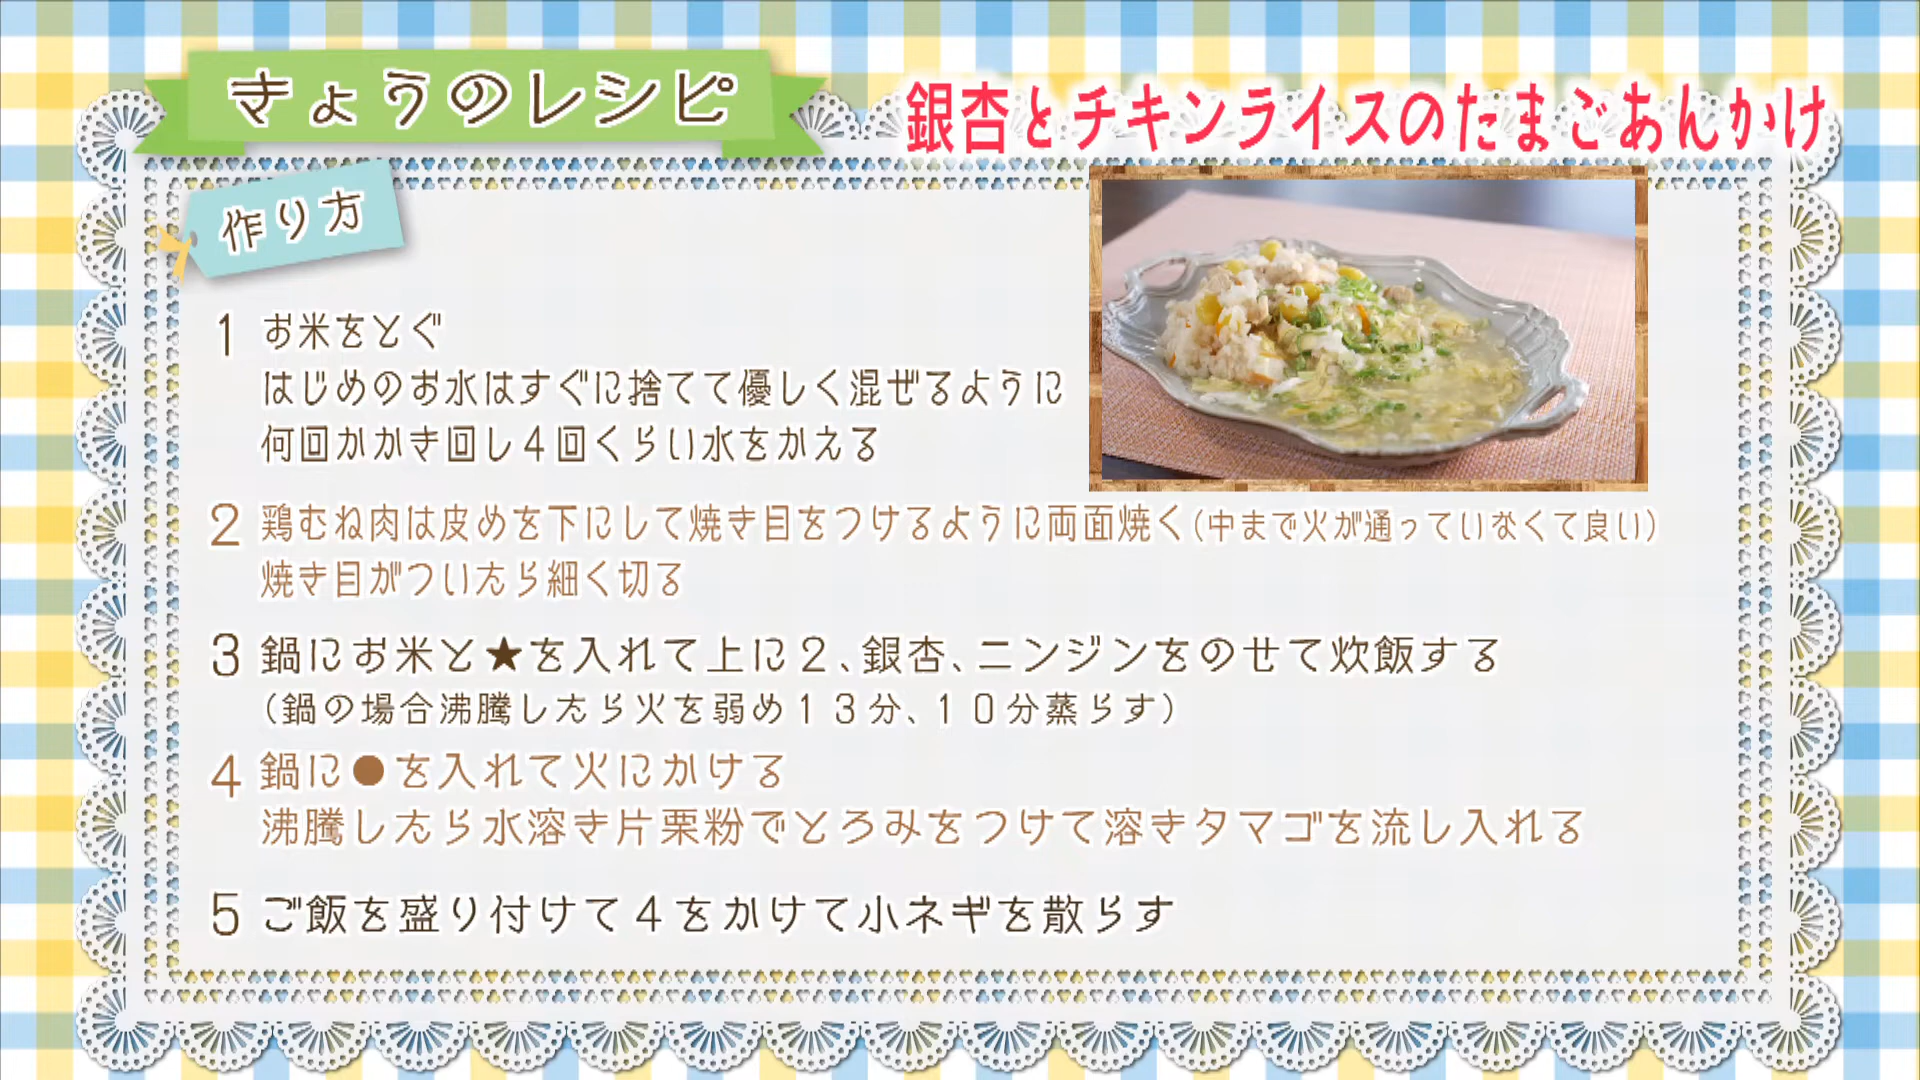 きょうのレシピ
銀杏とチキンライスのたまごあんかけ
作り方
1 お米をとぐ
はじめのお水はすぐに捨てて優しく混ぜるように
何回かかき回し4回くらい水をかえる
2 鶏むね肉は皮めを下にして焼き目をつけるように両面焼く(中まで火が通っていなくて良い)
焼き目がついたら細く切る
3 鍋にお米と★を入れて上に2、銀杏、ニンジンをのせて炊飯する
(鍋の場合沸騰したら火を弱め13分、10分蒸らす)
4 鍋に●を入れて火にかける
沸騰したら水溶き片栗粉でとろみをつけて溶きタマゴを流し入れる
5 ご飯を盛り付けて4をかけて小ネギを散らす